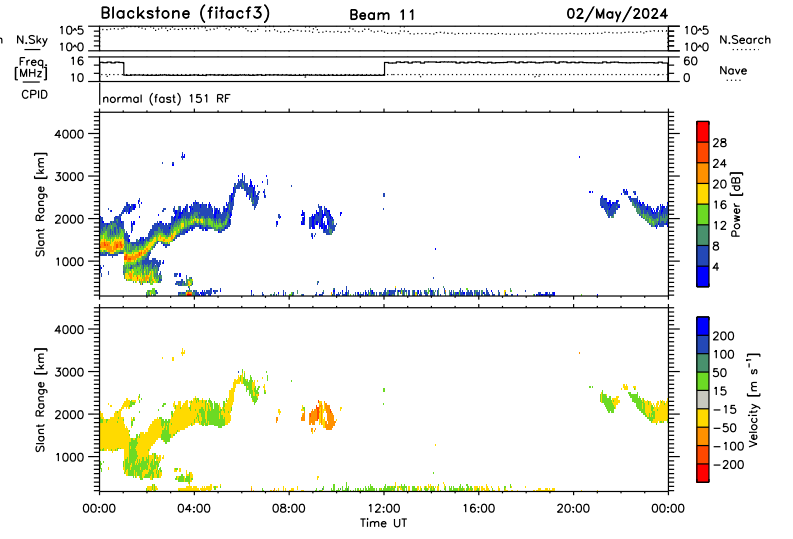 Blackstone (fitacf3) Beam 11 02/May/2024
N.Sky 10^5 10^0 10^5 10^0 N.Search
Freq. [MHz] 16 10 60 0 Nave
CPID normal (fast) 151 RF
4000
3000
2000
1000
Slant Range [km]
28
24
20
16
12
8
4
Power [dB]
4000
3000
2000
1000
Slant Range [km]
200
100
50
15
-15
-50
-100
-200
Velocity [m s⁻¹]
00:00 04:00 08:00 12:00 16:00 20:00 00:00
Time UT